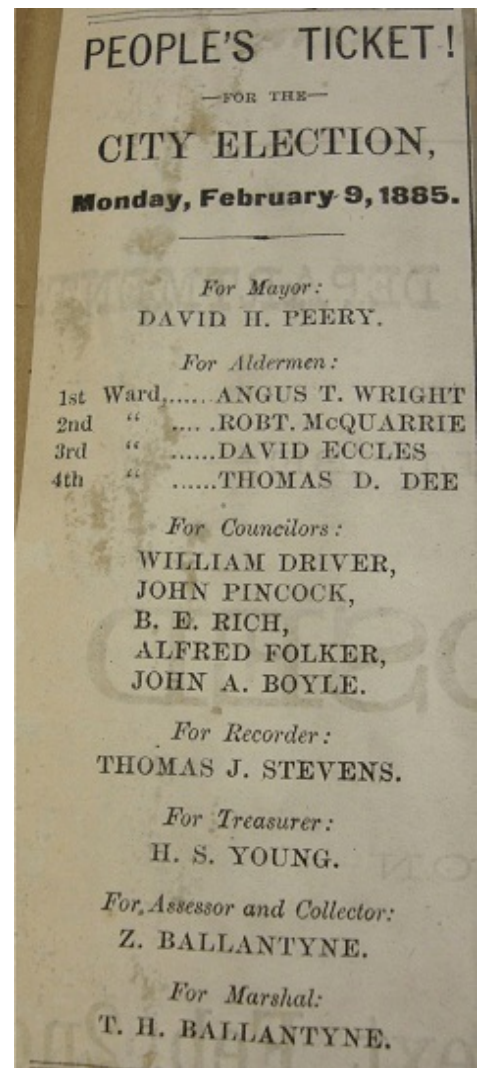 PEOPLE'S TICKET!
—FOR THE—
CITY ELECTION,
Monday, February 9, 1885.
For Mayor:
DAVID H. PEERY.
For Aldermen:
1st Ward,...... ANGUS T. WRIGHT
2nd “ ..... .ROBT. McQUARRIE
3rd “ ......DAVID ECCLES
4th “ ......THOMAS D. DEE
For Councilors:
WILLIAM DRIVER,
JOHN PINCOCK,
B. E. RICH,
ALFRED FOLKER,
JOHN A. BOYLE.
For Recorder:
THOMAS J. STEVENS.
For Treasurer:
H. S. YOUNG.
For Assessor and Collector:
Z. BALLANTYNE.
For Marshal:
T. H. BALLANTYNE.